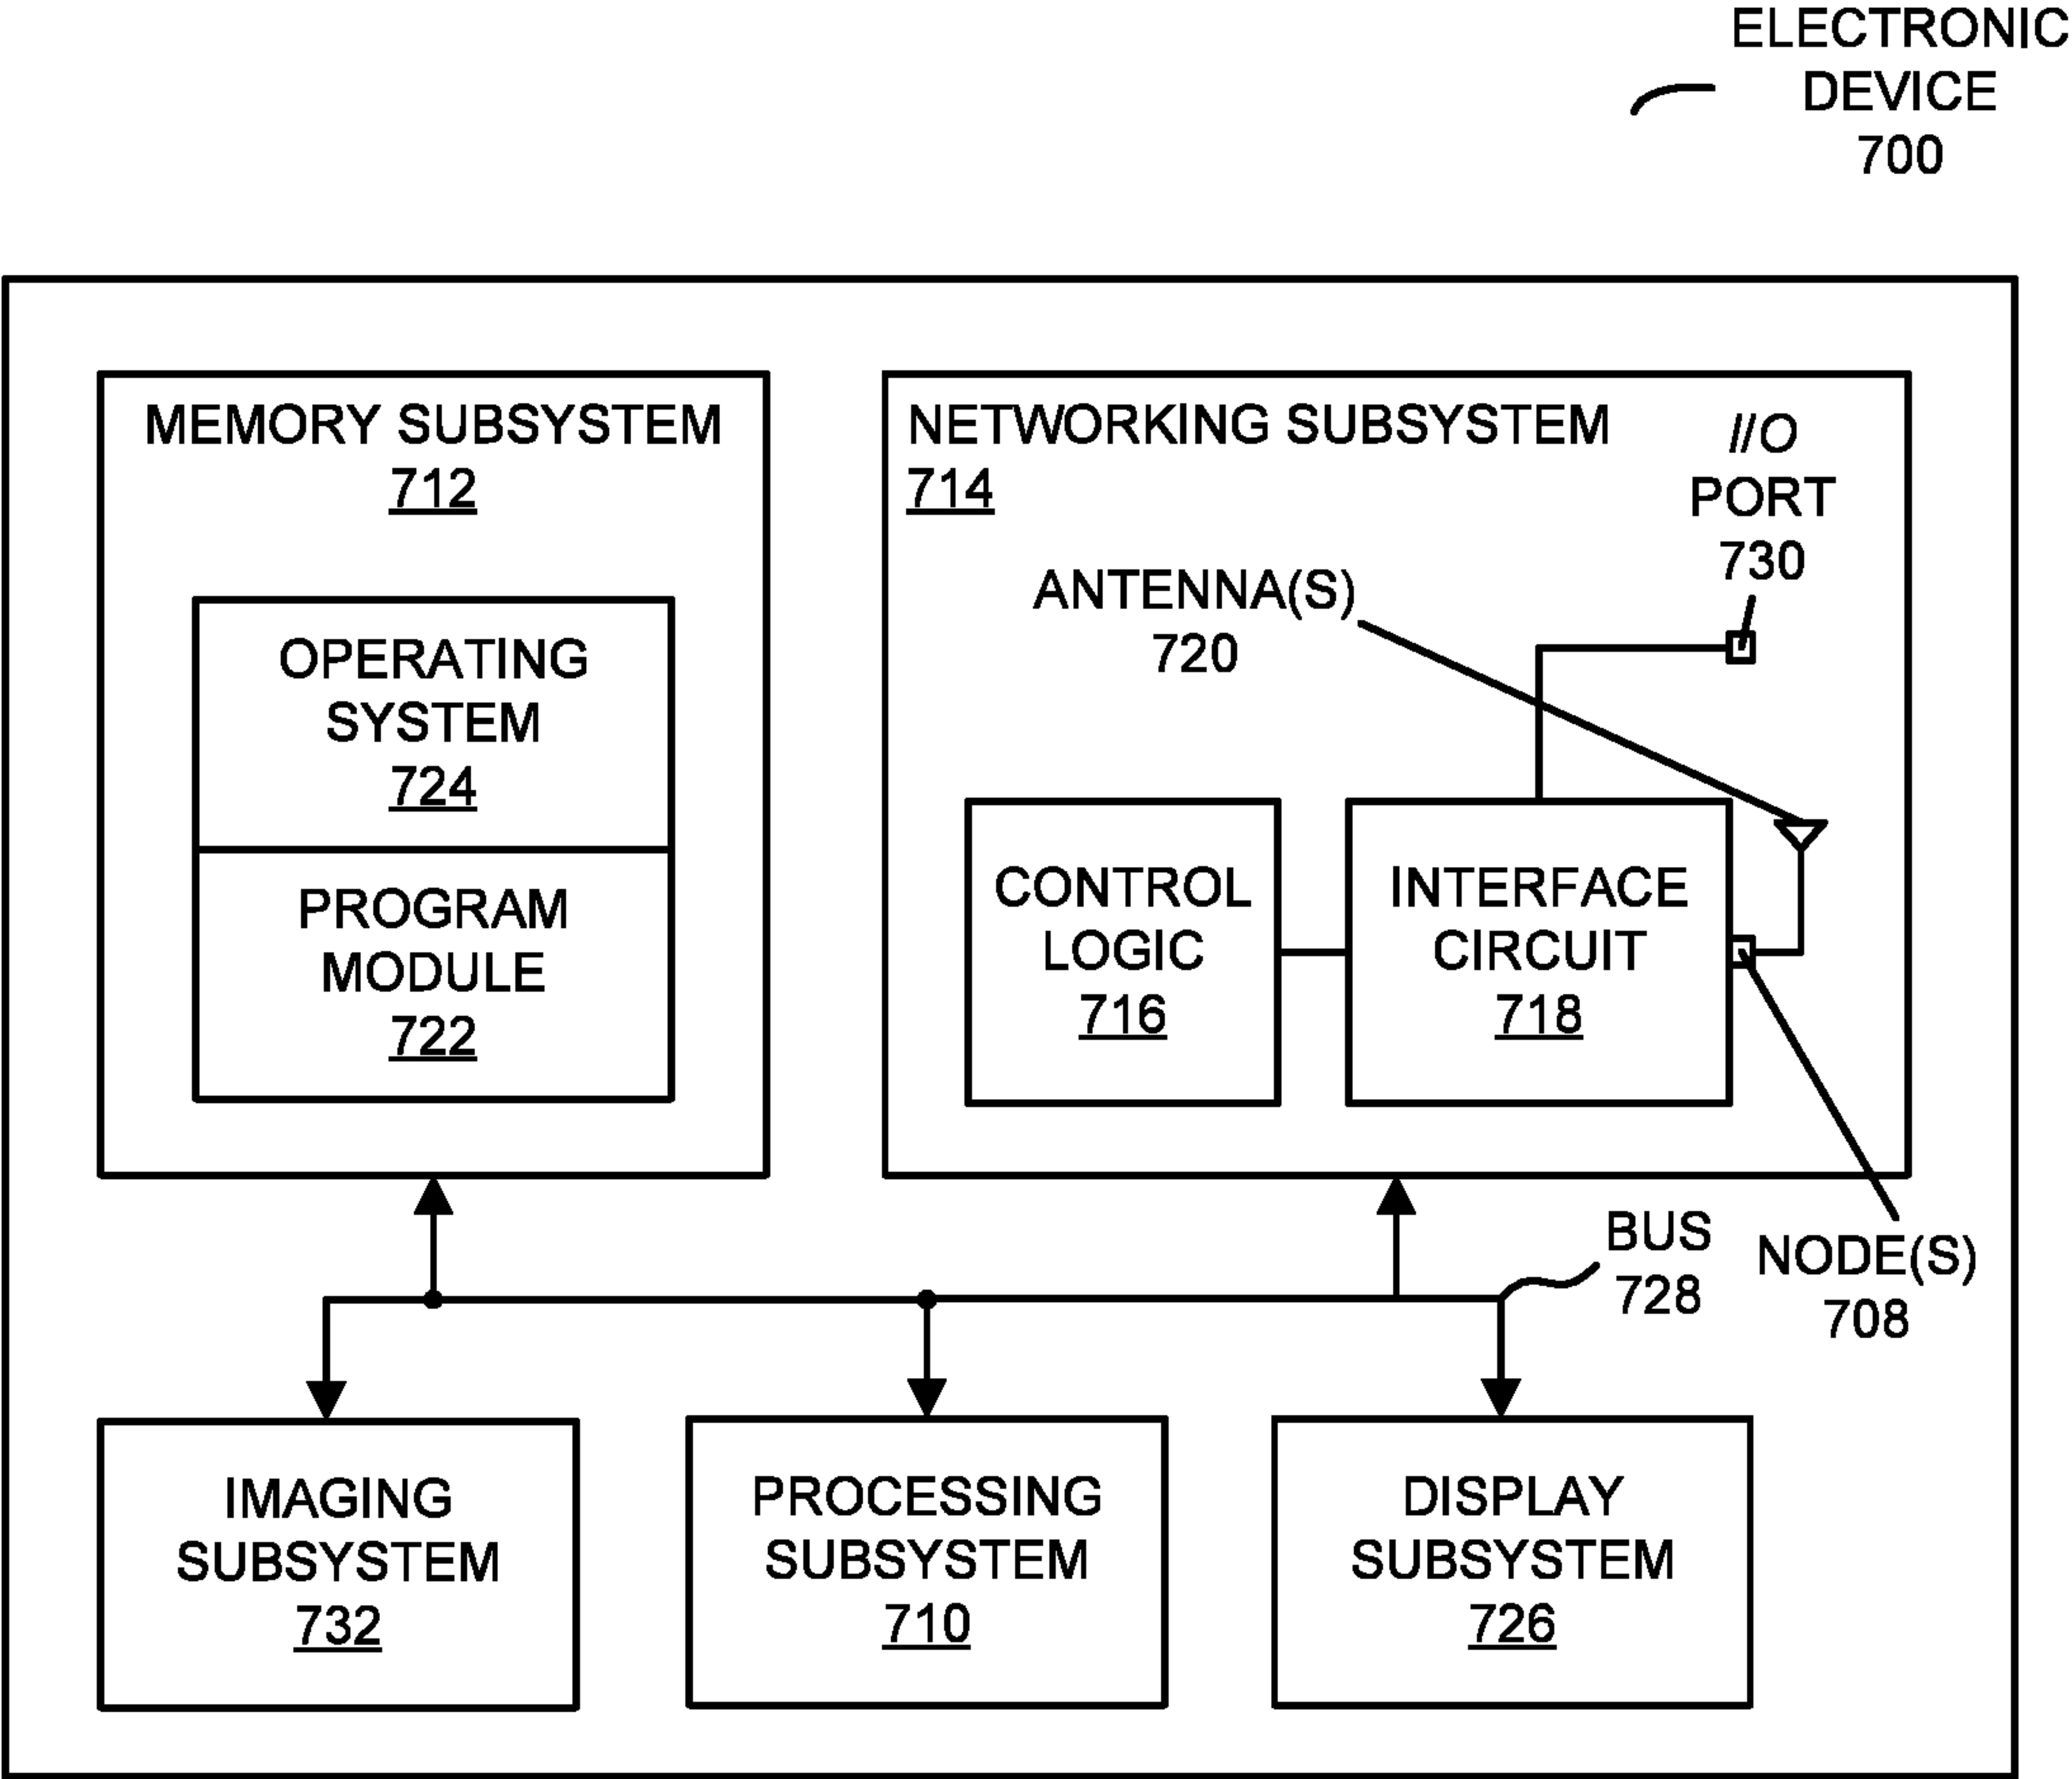 ELECTRONIC
DEVICE
700
MEMORY SUBSYSTEM
712
OPERATING
SYSTEM
724
PROGRAM
MODULE
722
NETWORKING SUBSYSTEM
714
I/O
PORT
730
ANTENNA(S)
720
CONTROL
LOGIC
716
INTERFACE
CIRCUIT
718
BUS
728
NODE(S)
708
IMAGING
SUBSYSTEM
732
PROCESSING
SUBSYSTEM
710
DISPLAY
SUBSYSTEM
726